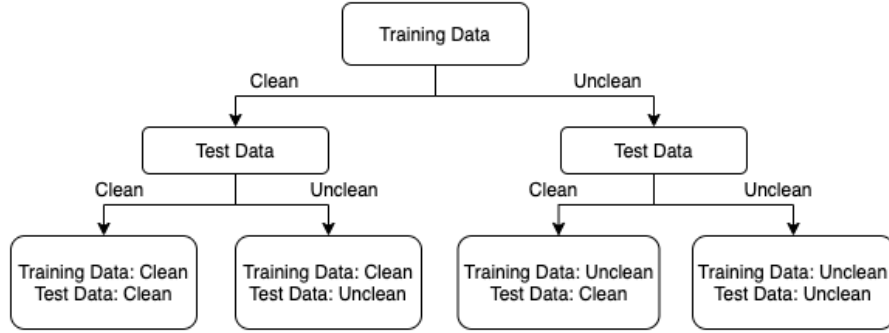 Training Data
Clean
Unclean
Test Data
Test Data
Clean
Unclean
Clean
Unclean
Training Data: Clean
Test Data: Clean
Training Data: Clean
Test Data: Unclean
Training Data: Unclean
Test Data: Clean
Training Data: Unclean
Test Data: Unclean